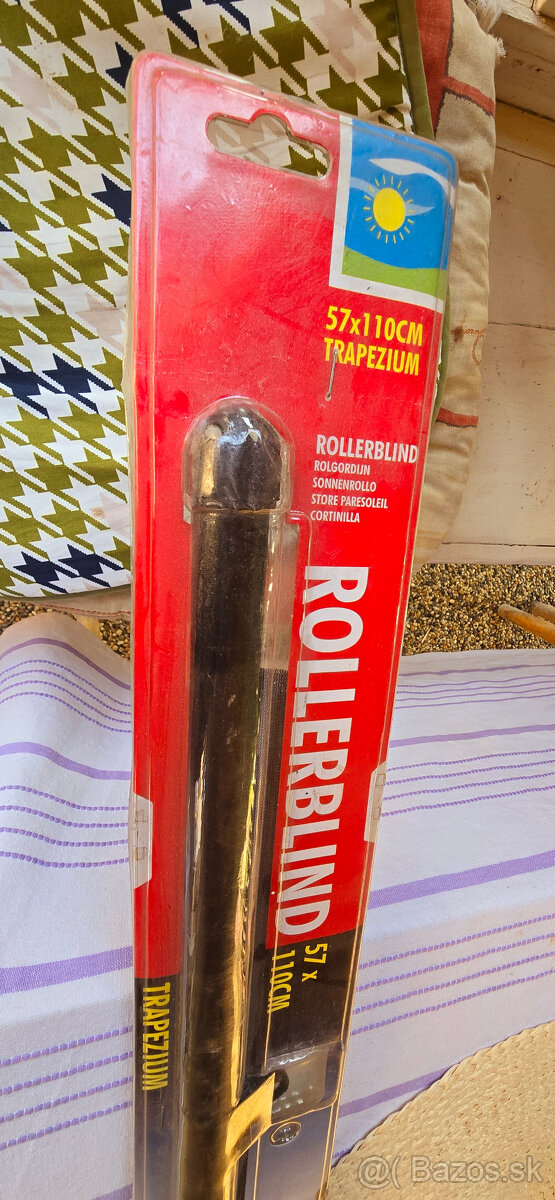 57x110CM
TRAPEZIUM
ROLLERBLIND
ROLGORDIJN
SONNENROLLO
STORE PARESOLEIL
CORTINILLA
ROLLERBLIND
57 x
110CM
TRAPEZIUM
@Bazos.sk